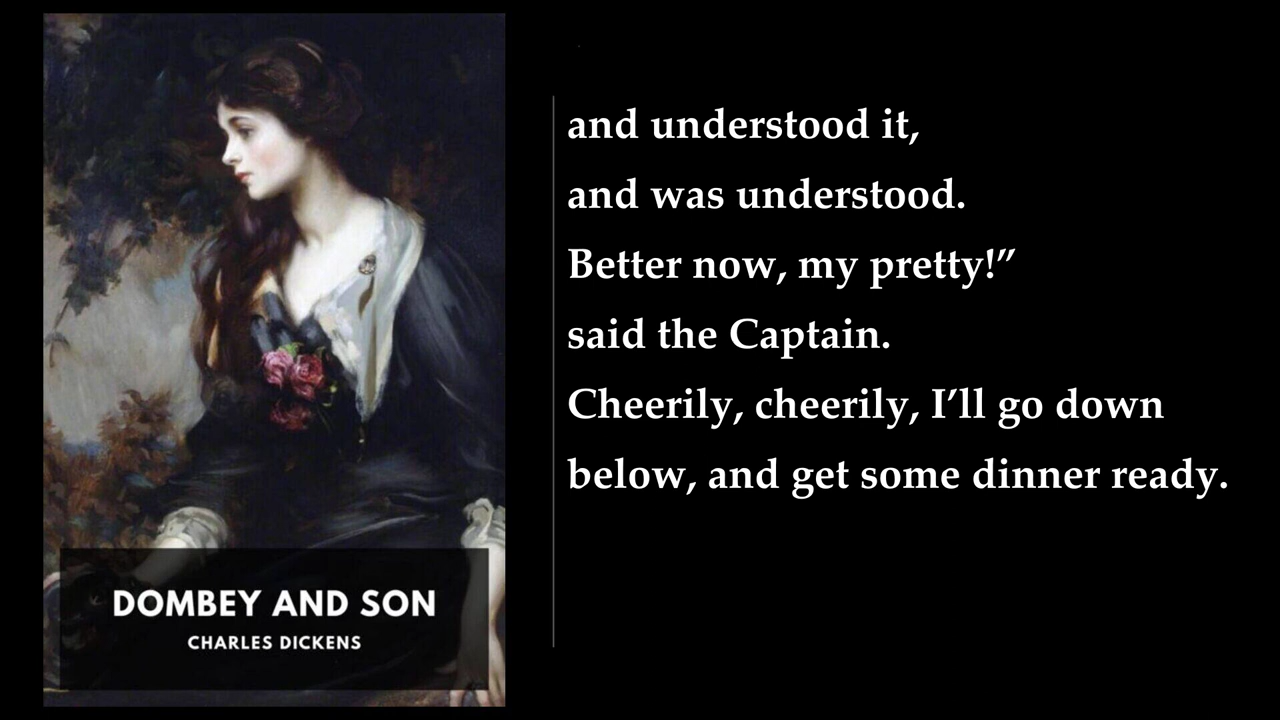 and understood it,
and was understood.
Better now, my pretty!”
said the Captain.
Cheerily, cheerily, I’ll go down
below, and get some dinner ready.
DOMBEY AND SON
CHARLES DICKENS